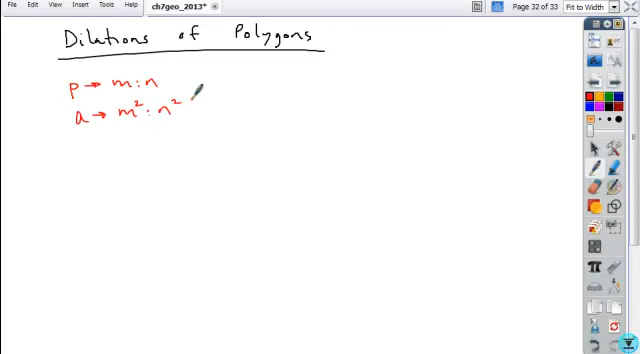 File Edit View Insert Tools Help Page 32 of 33 Fit to Width
ch7geo_2013*
Dilations of Polygons
P → m : n
a → m² : n²